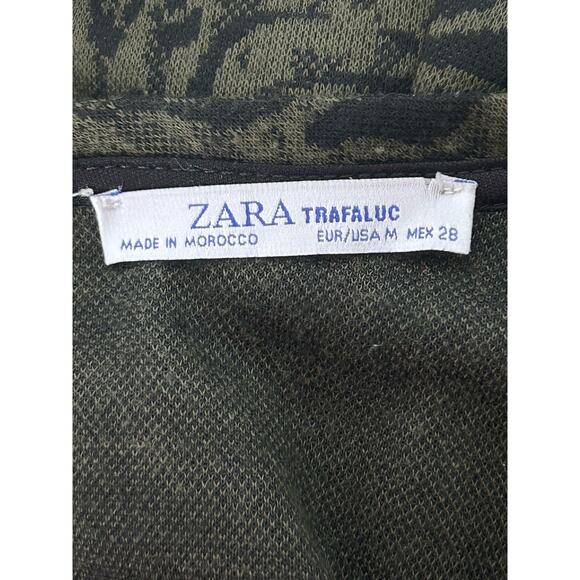 ZARA TRAFALUC
MADE IN MOROCCO EUR/USA M MEX 28